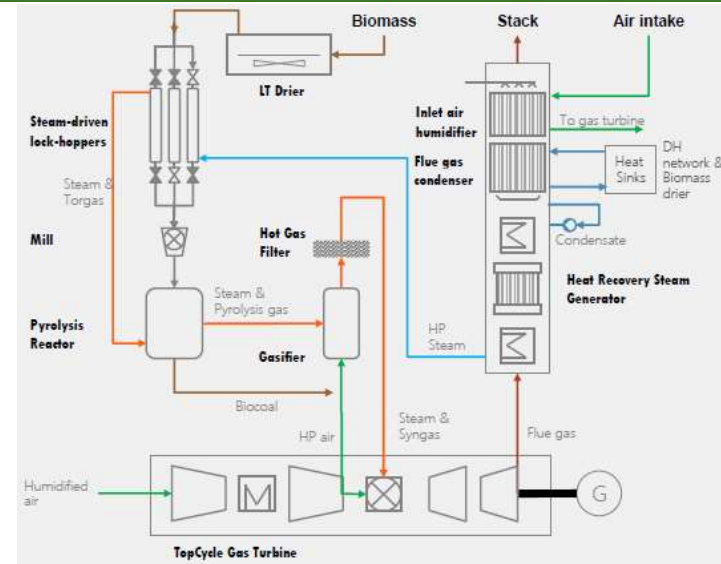 Biomass
Stack
Air intake
LT Drier
Steam-driven
lock-hoppers
Inlet air
humidifier
To gas turbine
Flue gas
condenser
Heat
Sinks
DH
network &
Biomass
drier
Steam &
Torgas
Mill
Hot Gas
Filter
Condensate
Heat Recovery Steam
Generator
Steam &
Pyrolysis gas
Pyrolysis
Reactor
Gasifier
HP
Steam
Biocoal
HP air
Steam &
Syngas
Flue gas
Humidified
air
G
TopCycle Gas Turbine